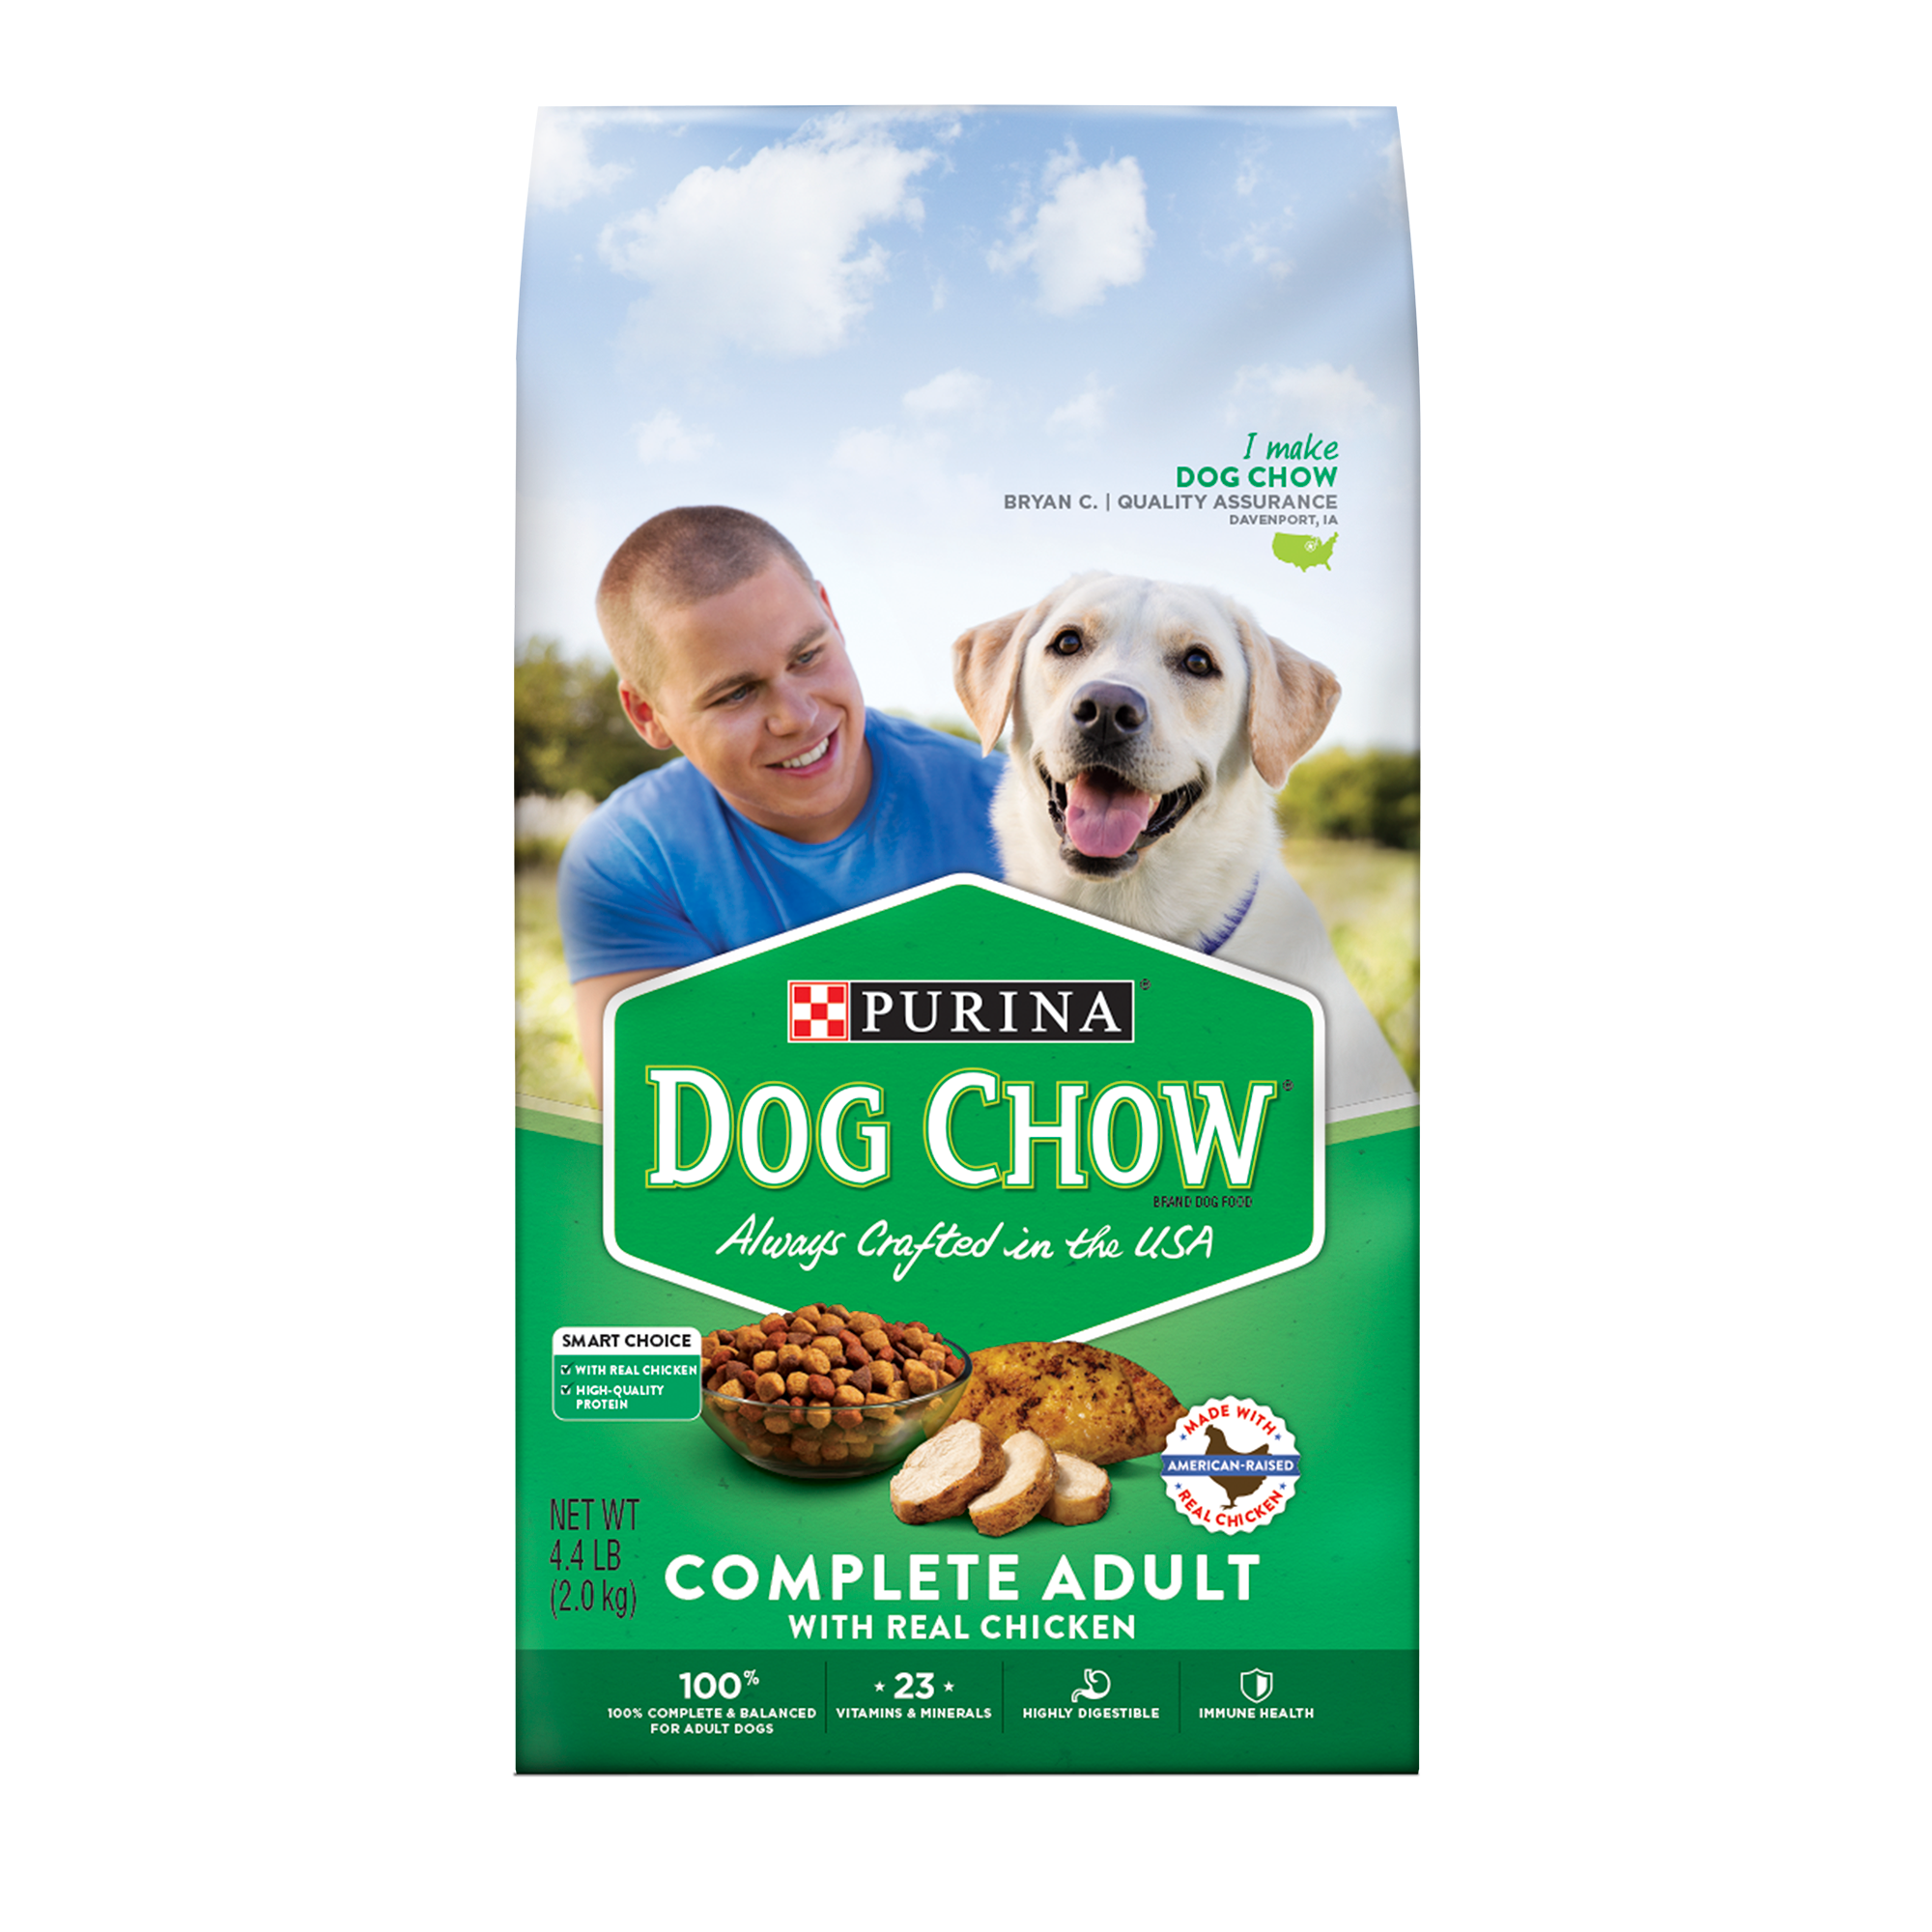 I make
DOG CHOW
BRYAN C. | QUALITY ASSURANCE
DAVENPORT, IA
PURINA®
DOG CHOW®
BRAND DOG FOOD
Always Crafted in the USA
SMART CHOICE
WITH REAL CHICKEN
HIGH-QUALITY
PROTEIN
MADE WITH
AMERICAN-RAISED
REAL CHICKEN
NET WT
4.4 LB
(2.0 kg)
COMPLETE ADULT
WITH REAL CHICKEN
100%
100% COMPLETE & BALANCED
FOR ADULT DOGS
23
VITAMINS & MINERALS
HIGHLY DIGESTIBLE
IMMUNE HEALTH